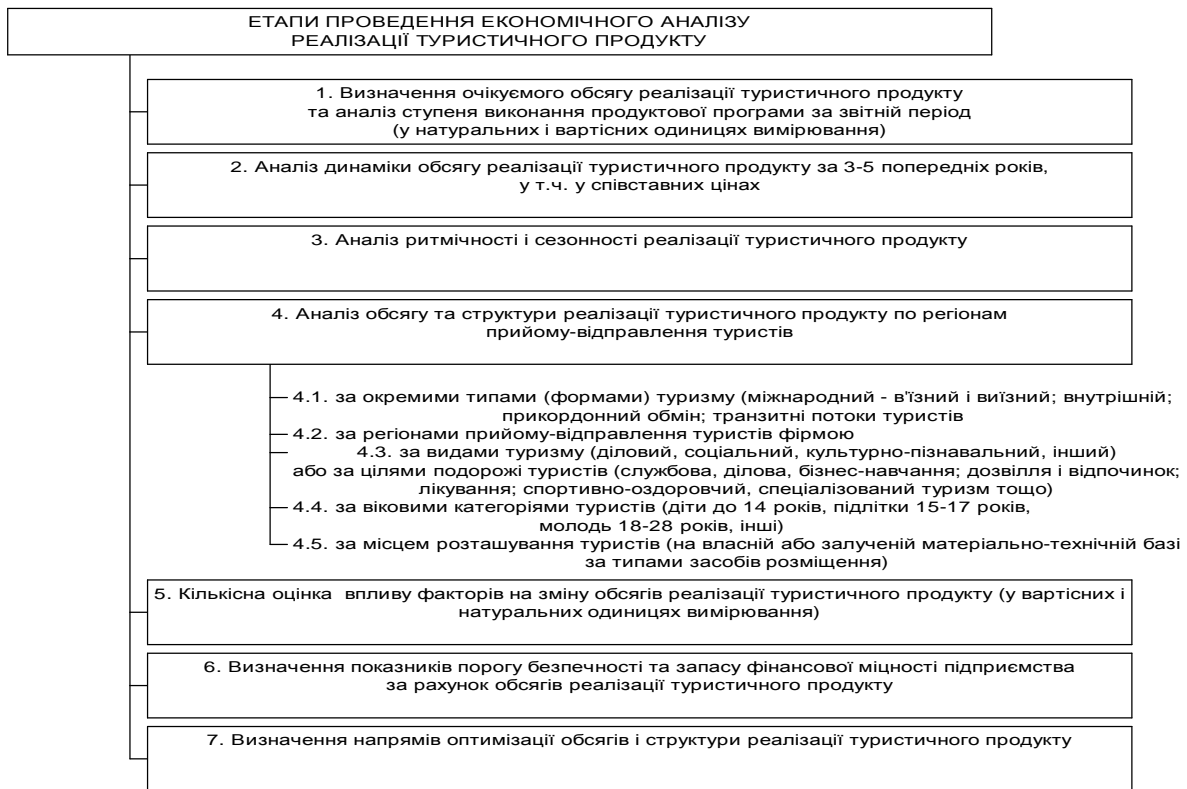 ЕТАПИ ПРОВЕДЕННЯ ЕКОНОМІЧНОГО АНАЛІЗУ
РЕАЛІЗАЦІЇ ТУРИСТИЧНОГО ПРОДУКТУ
1. Визначення очікуємого обсягу реалізації туристичного продукту
та аналіз ступеня виконання продуктової програми за звітній період
(у натуральних і вартісних одиницях вимірювання)
2. Аналіз динаміки обсягу реалізації туристичного продукту за 3-5 попередніх років,
у т.ч. у співставних цінах
3. Аналіз ритмічності і сезонності реалізації туристичного продукту
4. Аналіз обсягу та структури реалізації туристичного продукту по регіонам
прийому-відправлення туристів
4.1. за окремими типами (формами) туризму (міжнародний - в'їзний і виїзний; внутрішній;
прикордонний обмін; транзитні потоки туристів
4.2. за регіонами прийому-відправлення туристів фірмою
4.3. за видами туризму (діловий, соціальний, культурно-пізнавальний, інший)
або за цілями подорожі туристів (службова, ділова, бізнес-навчання; дозвілля і відпочинок;
лікування; спортивно-оздоровчий, спеціалізований туризм тощо)
4.4. за віковими категоріями туристів (діти до 14 років, підлітки 15-17 років,
молодь 18-28 років, інші)
4.5. за місцем розташування туристів (на власній або залученій матеріально-технічній базі
за типами засобів розміщення)
5. Кількісна оцінка впливу факторів на зміну обсягів реалізації туристичного продукту (у вартісних і
натуральних одиницях вимірювання)
6. Визначення показників порогу безпечності та запасу фінансової міцності підприємства
за рахунок обсягів реалізації туристичного продукту
7. Визначення напрямів оптимізації обсягів і структури реалізації туристичного продукту